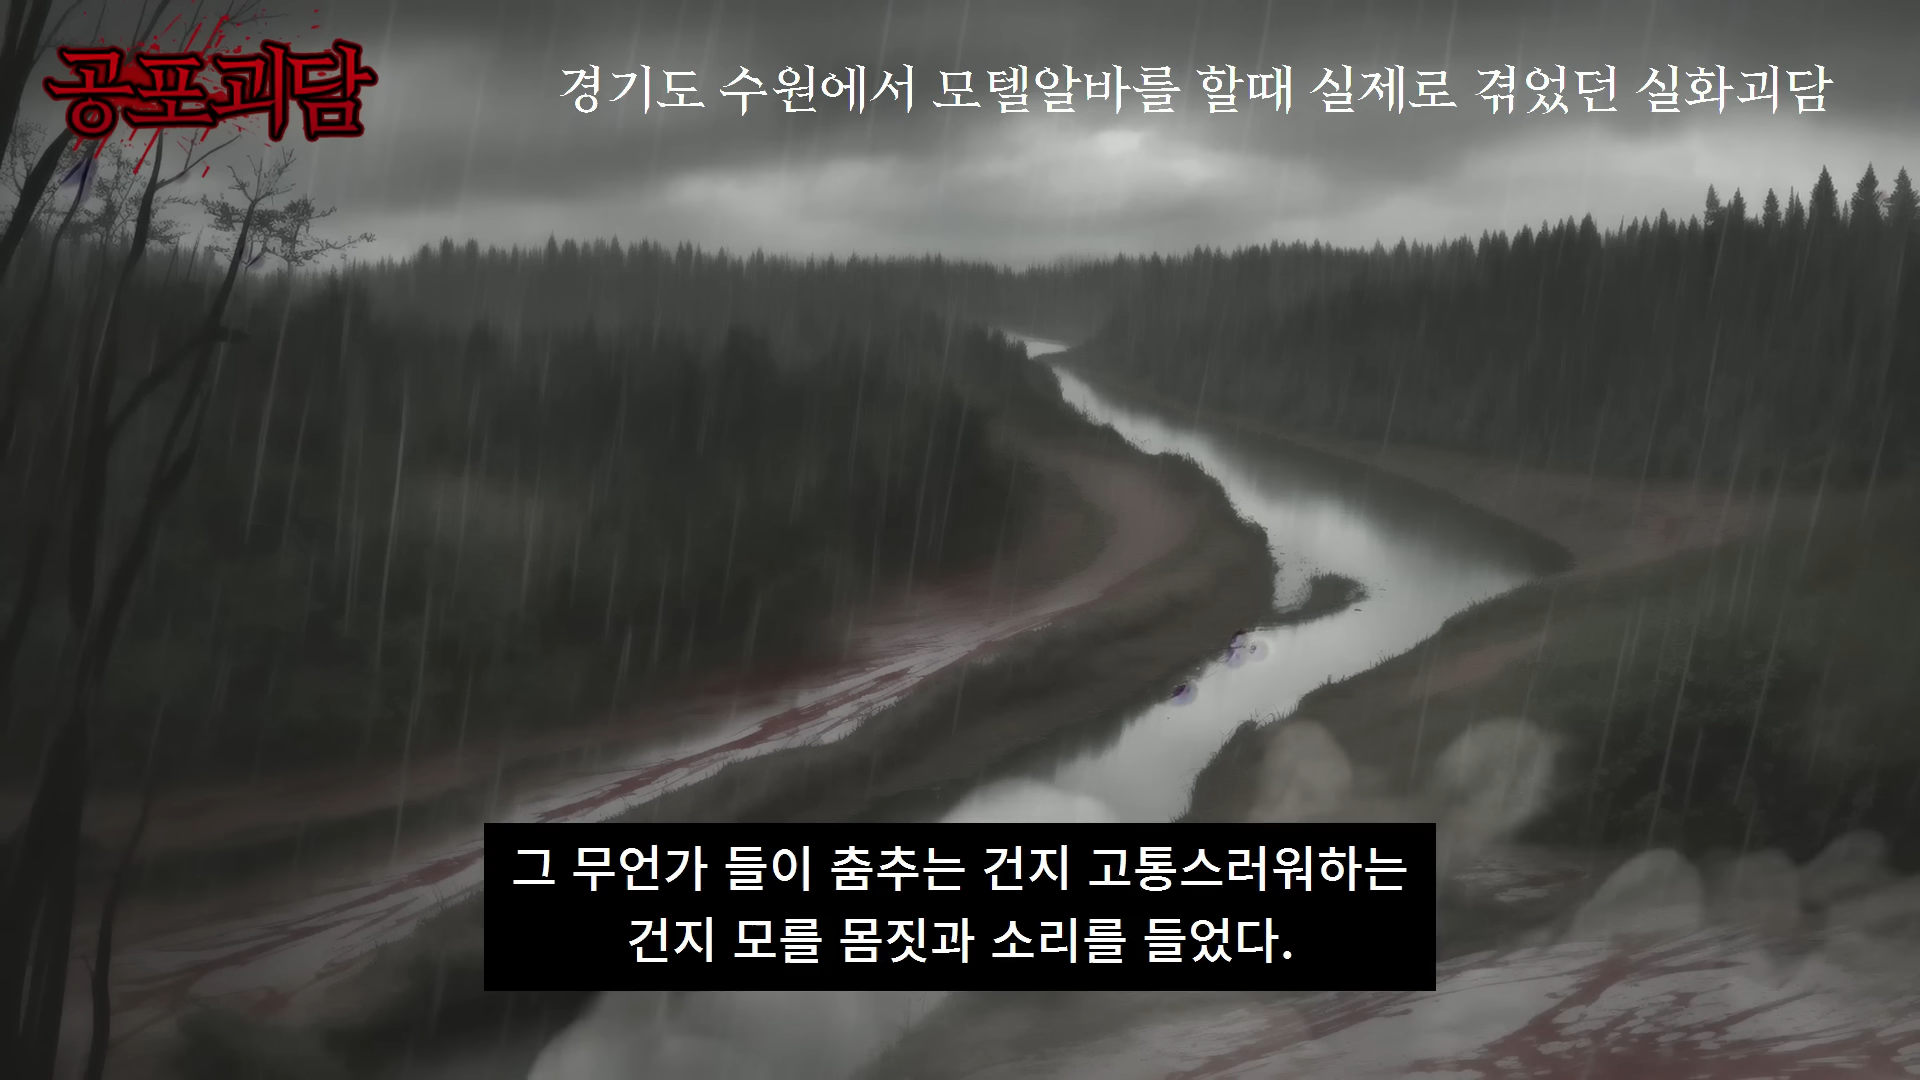 공포괴담
경기도 수원에서 모텔알바를 할때 실제로 겪었던 실화괴담
그 무언가 들이 춤추는 건지 고통스러워하는
건지 모를 몸짓과 소리를 들었다.